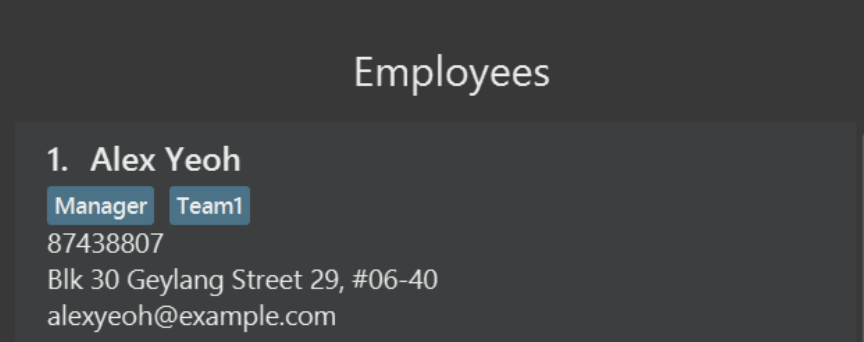 Employees
1. Alex Yeoh
Manager Team1
87438807
Blk 30 Geylang Street 29, #06-40
alexyeoh@example.com